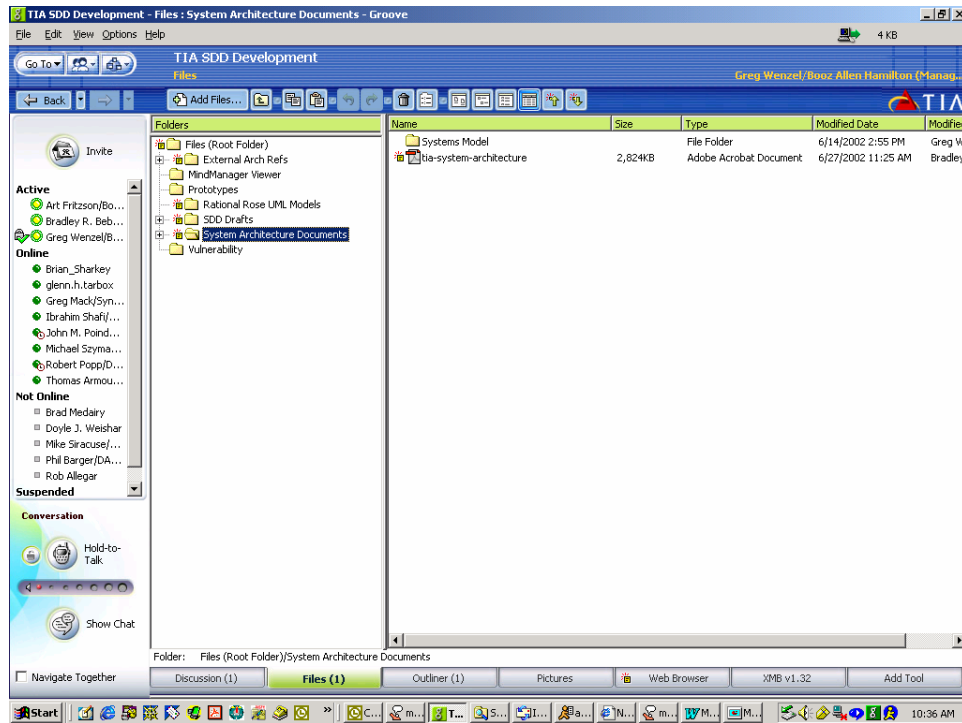 TIA SDD Development - Files : System Architecture Documents - Groove
File Edit View Options Help
4 KB
Go To
TIA SDD Development
Files
Greg Wenzel/Booz Allen Hamilton (Manag...
Back
Add Files...
TIA
Invite
Active
Art Fritzson/Bo...
Bradley R. Beb...
Greg Wenzel/B...
Online
Brian_Sharkey
glenn.h.tarbox
Greg Mack/Syn...
Ibrahim Shafi/...
John M. Poind...
Michael Szyma...
Robert Popp/D...
Thomas Armou...
Not Online
Brad Medairy
Doyle J. Weishar
Mike Siracuse/...
Phil Barger/DA...
Rob Allegar
Suspended
Conversation
Hold-to-
Talk
Show Chat
Navigate Together
Folders
Files (Root Folder)
External Arch Refs
MindManager Viewer
Prototypes
Rational Rose UML Models
SDD Drafts
System Architecture Documents
Vulnerability
Name Size Type Modified Date Modifie
Systems Model File Folder 6/14/2002 2:55 PM Greg W
tia-system-architecture 2,824KB Adobe Acrobat Document 6/27/2002 11:25 AM Bradley
Folder: Files (Root Folder)/System Architecture Documents
Discussion (1) Files (1) Outliner (1) Pictures Web Browser XMB v1.32 Add Tool
Start » C... m... T... S... I... a... N... m... M... M... 10:36 AM